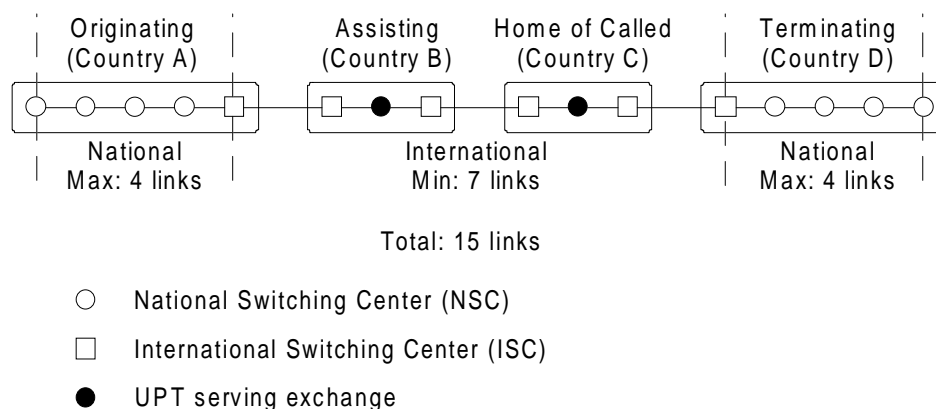 Originating Assisting Home of Called Terminating
(Country A) (Country B) (Country C) (Country D)
National International National
Max: 4 links Min: 7 links Max: 4 links
Total: 15 links
National Switching Center (NSC)
International Switching Center (ISC)
UPT serving exchange